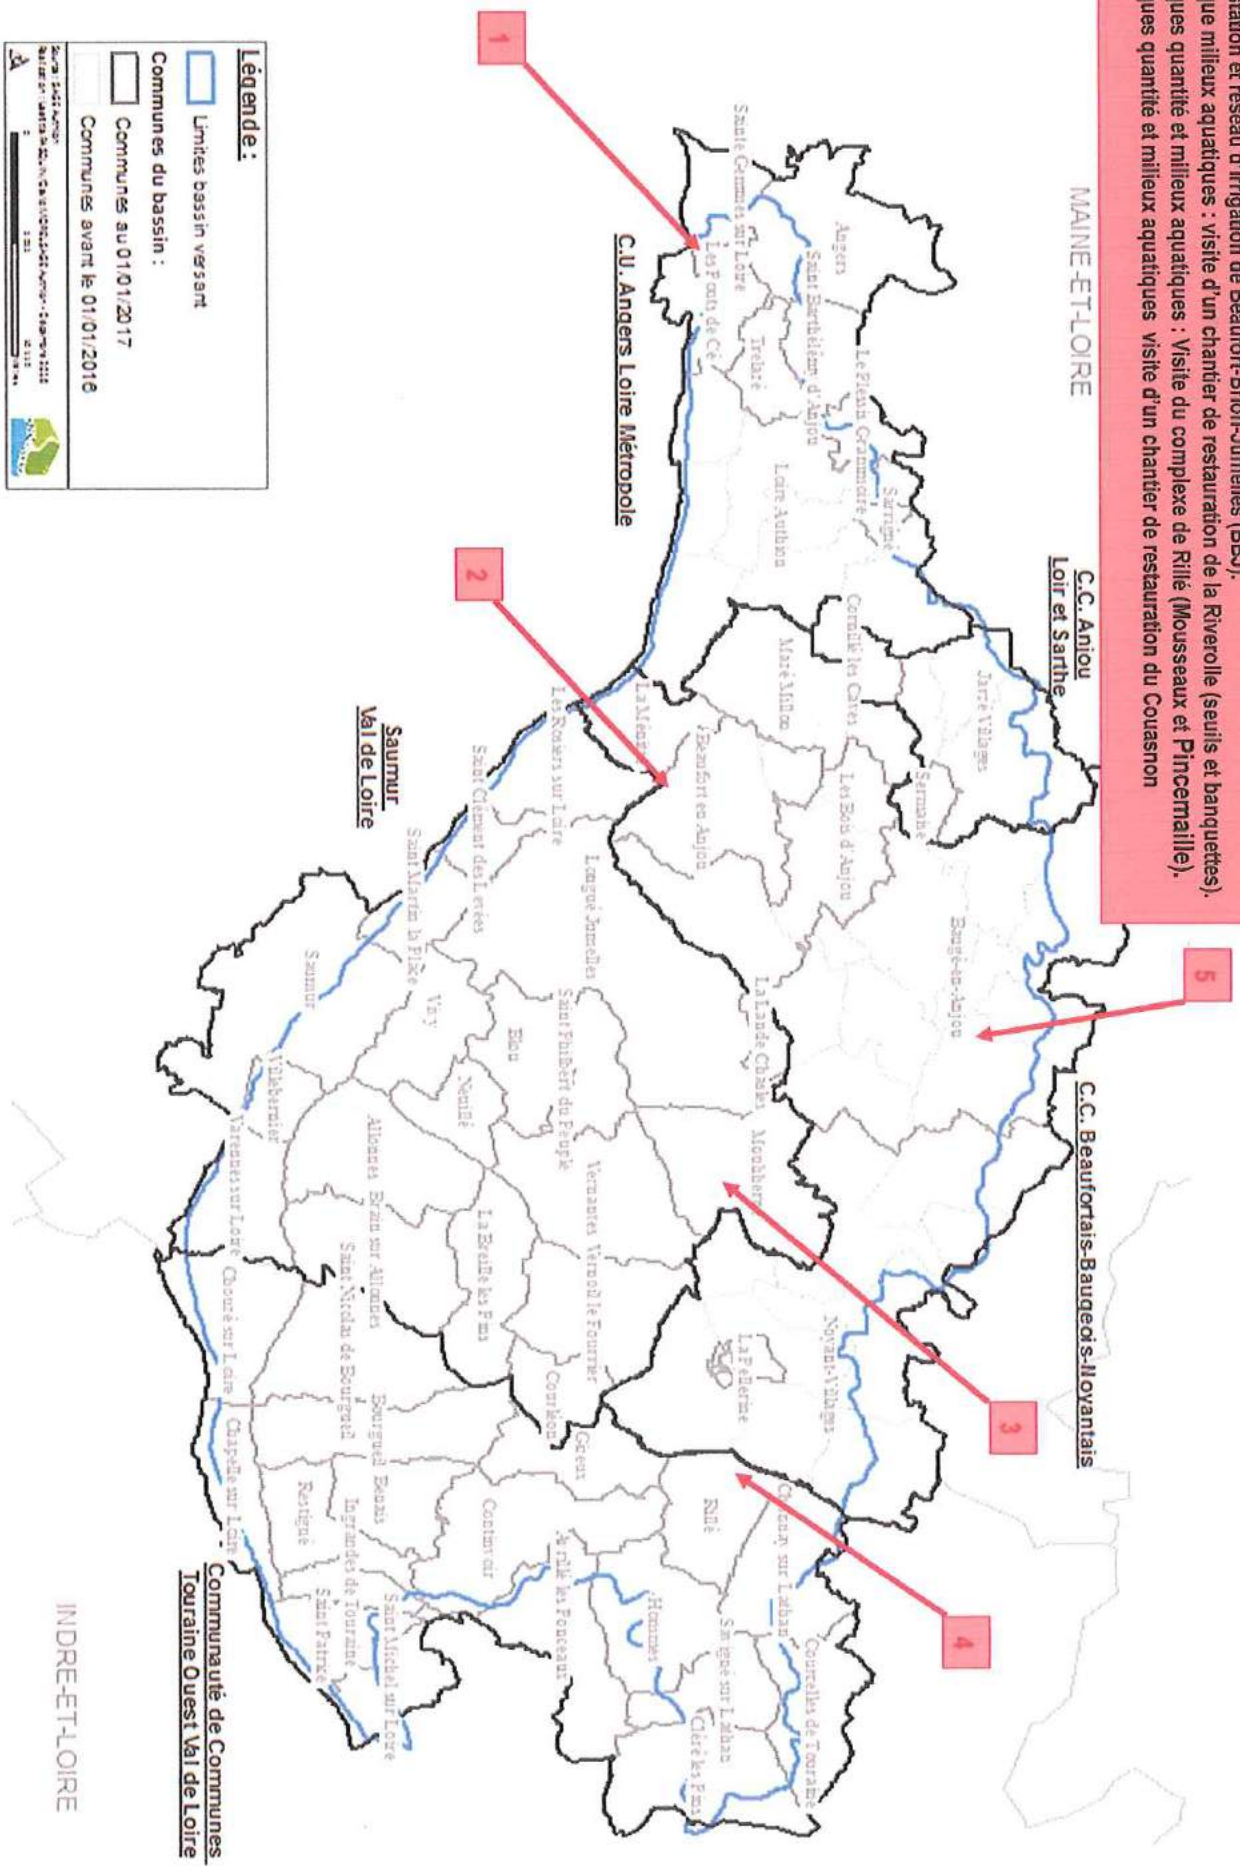 station et réseau d'irrigation de Beaufort-Brion-Jumelles (BBJ).
que milieux aquatiques : visite d'un chantier de restauration de la Riverolle (seuils et banquettes).
ques quantité et milieux aquatiques : Visite du complexe de Rillé (Mousseaux et Pincemaille).
ques quantité et milieux aquatiques visite d'un chantier de restauration du Couasnon
5
MAINE-ET-LOIRE
C.C. Anjou
Loir et Sarthe
C.C. Beaufortais-Baugeois-Noyantais
3
4
1
2
Jarzé Villages
Baugé-en-Anjou
Sermaise
Sarrigné
Le Plessis Grammoire
Angers
Saint Barthélémy d'Anjou
Cornillé les Caves
Les Bois d'Anjou
Noyant-Villages
Sainte Gemmes sur Loire
Trélazé
Loire Authion
Mazé Milon
La Lande Chasles
Mouliherne
La Pellerine
Channay sur Lathan
Courcelles de Touraine
Les Ponts de Cé
Beaufort en Anjou
Rillé
Savigné sur Lathan
Cléré les Pins
C.U. Angers Loire Métropole
La Ménitré
Hommes
Longué Jumelles
Vernantes
Vernoil le Fourrier
Gizeux
Les Rosiers sur Loire
Saint Philbert du Peuple
Courléon
Avrillé les Ponceaux
Blou
Saint Clément des Levées
La Breille les Pins
Continvoir
Neuillé
Vivy
Saint Martin la Place
Saumur
Val de Loire
Allonnes
Brain sur Allonnes
Bourgueil
Benais
Saint Michel sur Loire
Saint Nicolas de Bourgueil
Ingrandes de Touraine
Saumur
Restigné
Saint Patrice
Villebernier
Varennes sur Loire
Chouzé sur Loire
Chapelle sur Loire
Communauté de Communes
Touraine Ouest Val de Loire
INDRE-ET-LOIRE
Légende :
Limites bassin versant
Communes du bassin :
Communes au 01/01/2017
Communes avant le 01/01/2016